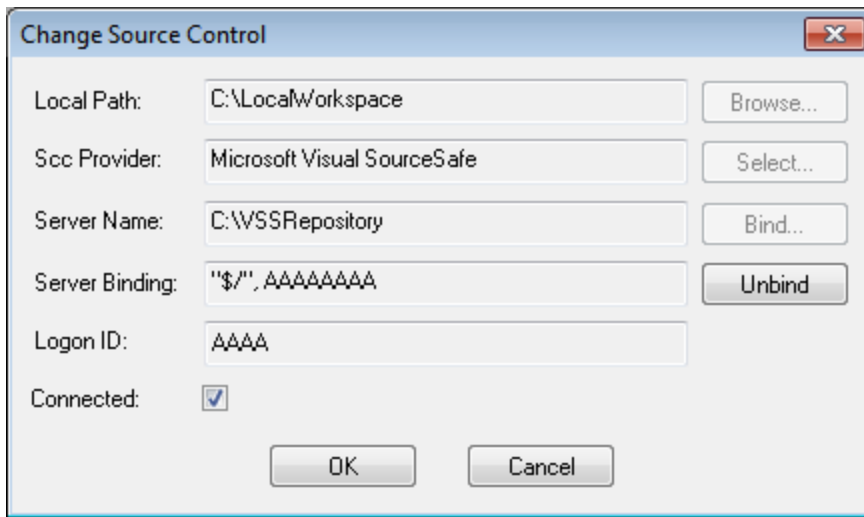 Change Source Control
Local Path: C:\LocalWorkspace Browse...
Scc Provider: Microsoft Visual SourceSafe Select...
Server Name: C:\VSSRepository Bind...
Server Binding: "$/", AAAAAAAA Unbind
Logon ID: AAAA
Connected:
OK Cancel